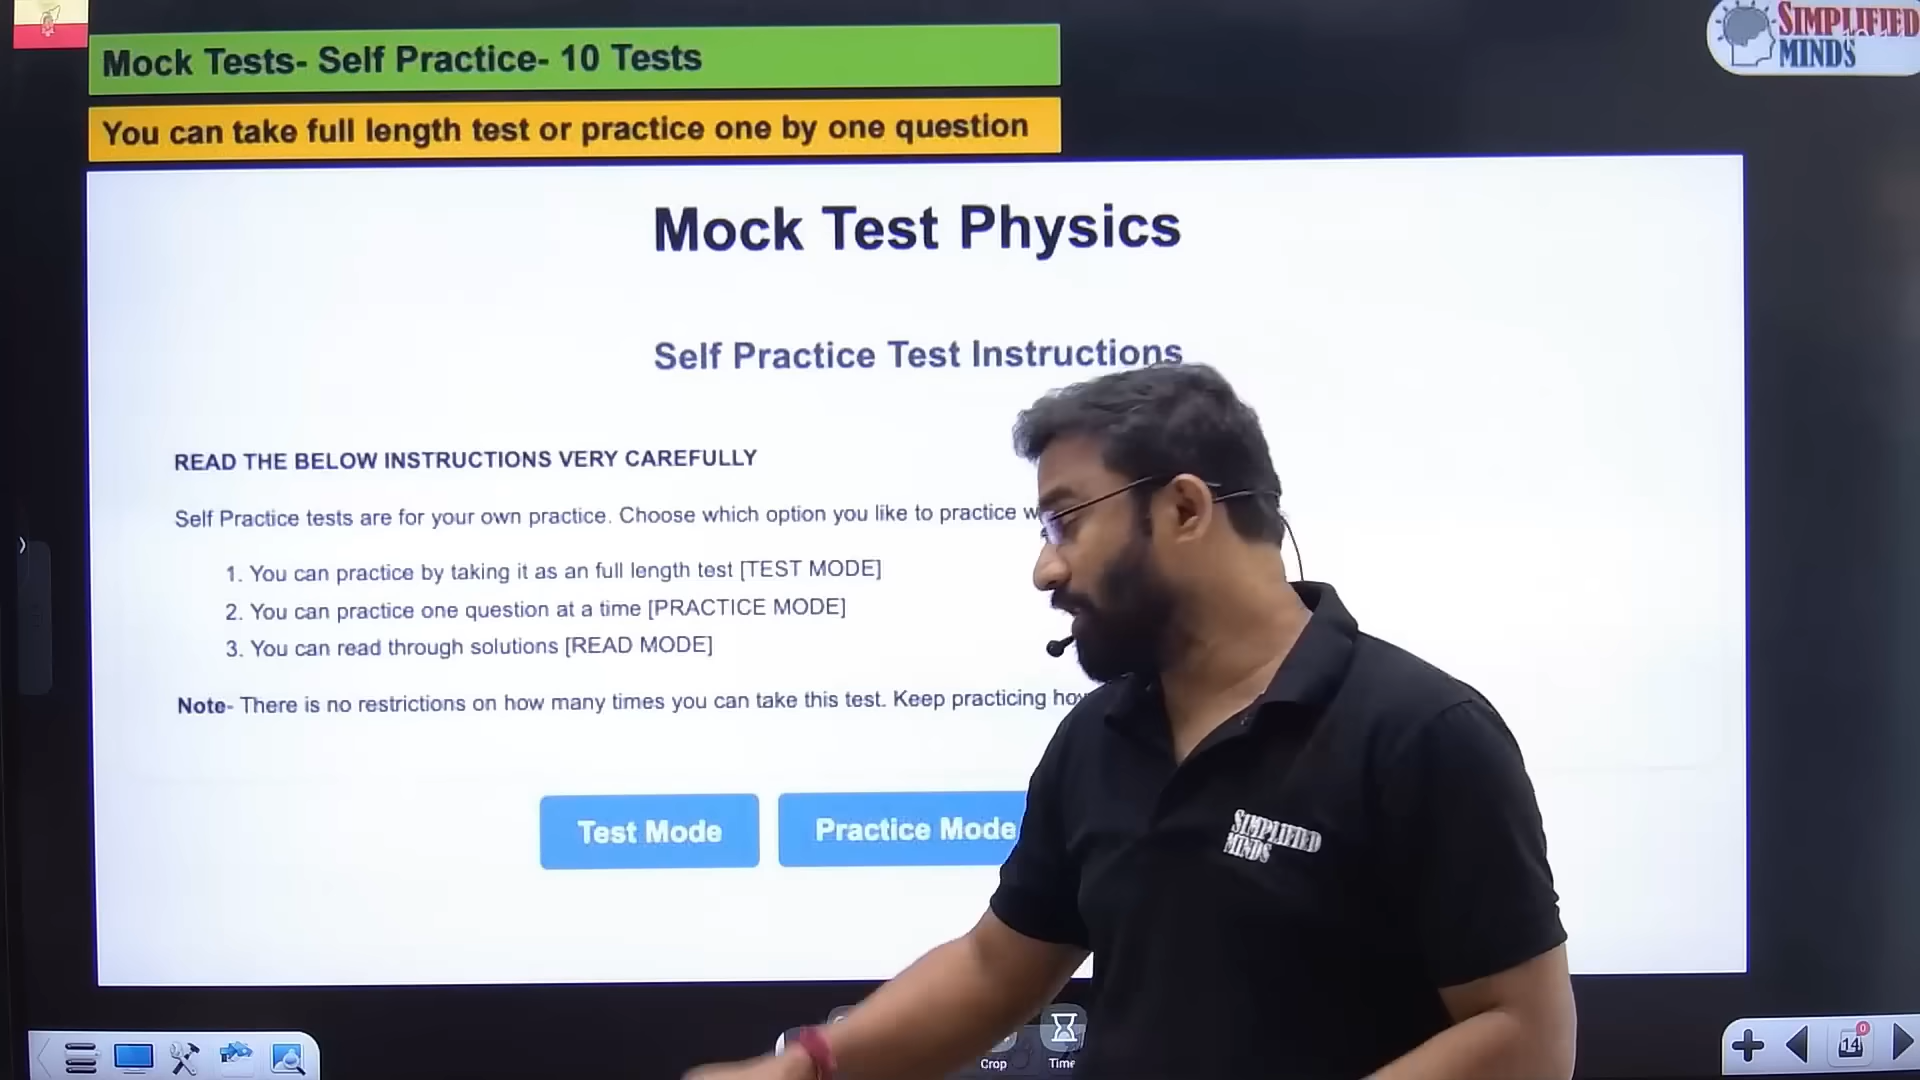 Mock Tests- Self Practice- 10 Tests
SIMPLIFIED
MINDS
You can take full length test or practice one by one question
Mock Test Physics
Self Practice Test Instructions
READ THE BELOW INSTRUCTIONS VERY CAREFULLY
Self Practice tests are for your own practice. Choose which option you like to practice
1. You can practice by taking it as an full length test [TEST MODE]
2. You can practice one question at a time [PRACTICE MODE]
3. You can read through solutions [READ MODE]
Note- There is no restrictions on how many times you can take this test. Keep practicing
Test Mode
Practice Mode
SIMPLIFIED
MINDS
Crop
Time
0
14